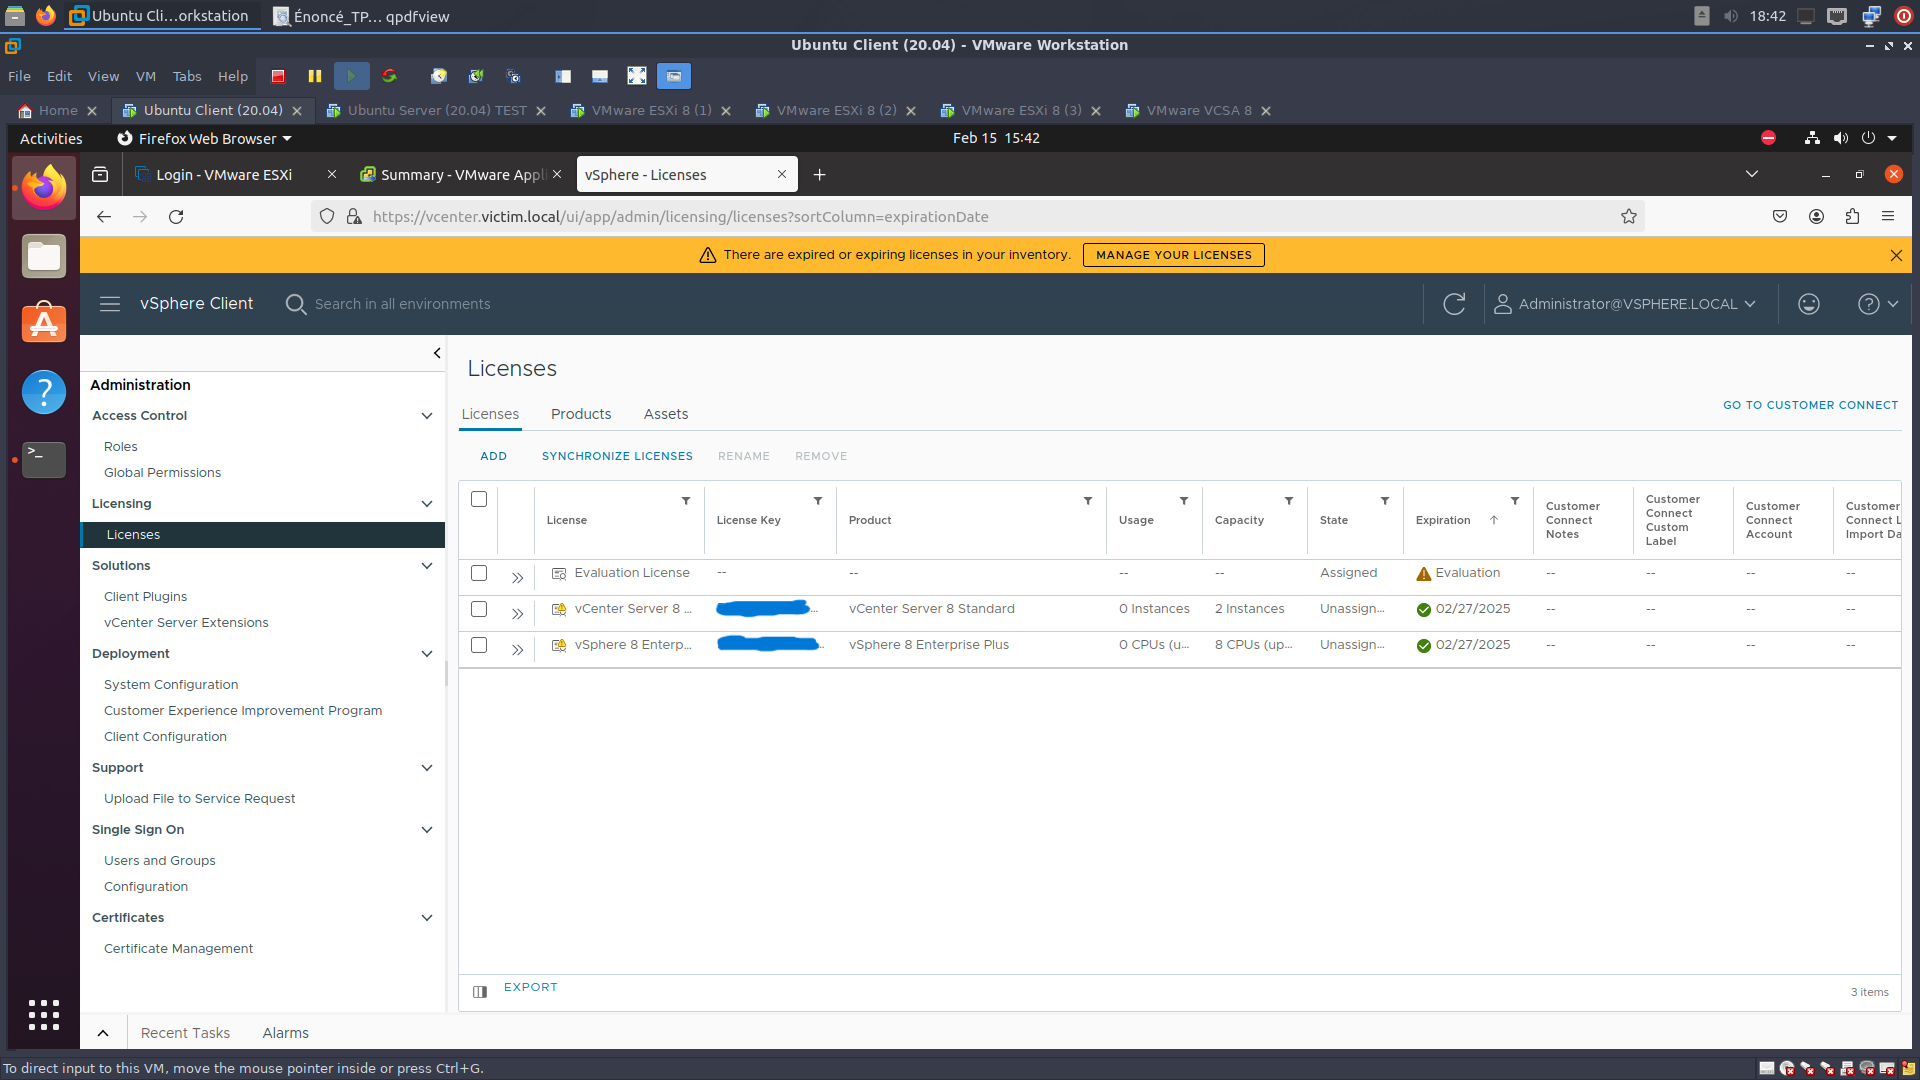 Ubuntu Cli...orkstation
Énoncé_TP... qpdfview
18:42
Ubuntu Client (20.04) - VMware Workstation
File Edit View VM Tabs Help
Home
Ubuntu Client (20.04)
Ubuntu Server (20.04) TEST
VMware ESXi 8 (1)
VMware ESXi 8 (2)
VMware ESXi 8 (3)
VMware VCSA 8
Activities
Firefox Web Browser
Feb 15 15:42
Login - VMware ESXi
Summary - VMware Appli
vSphere - Licenses
https://vcenter.victim.local/ui/app/admin/licensing/licenses?sortColumn=expirationDate
There are expired or expiring licenses in your inventory.
MANAGE YOUR LICENSES
vSphere Client
Search in all environments
Administrator@VSPHERE.LOCAL
Administration
Access Control
Roles
Global Permissions
Licensing
Licenses
Solutions
Client Plugins
vCenter Server Extensions
Deployment
System Configuration
Customer Experience Improvement Program
Client Configuration
Support
Upload File to Service Request
Single Sign On
Users and Groups
Configuration
Certificates
Certificate Management
Licenses
Licenses Products Assets
GO TO CUSTOMER CONNECT
ADD SYNCHRONIZE LICENSES RENAME REMOVE
License
License Key
Product
Usage
Capacity
State
Expiration
Customer Connect Notes
Customer Connect Custom Label
Customer Connect Account
Customer Connect L Import Da
Evaluation License -- -- -- -- Assigned Evaluation -- -- -- --
vCenter Server 8 ... ... vCenter Server 8 Standard 0 Instances 2 Instances Unassign... 02/27/2025 -- -- -- --
vSphere 8 Enterp... ... vSphere 8 Enterprise Plus 0 CPUs (u... 8 CPUs (up... Unassign... 02/27/2025 -- -- -- --
EXPORT
3 items
Recent Tasks Alarms
To direct input to this VM, move the mouse pointer inside or press Ctrl+G.